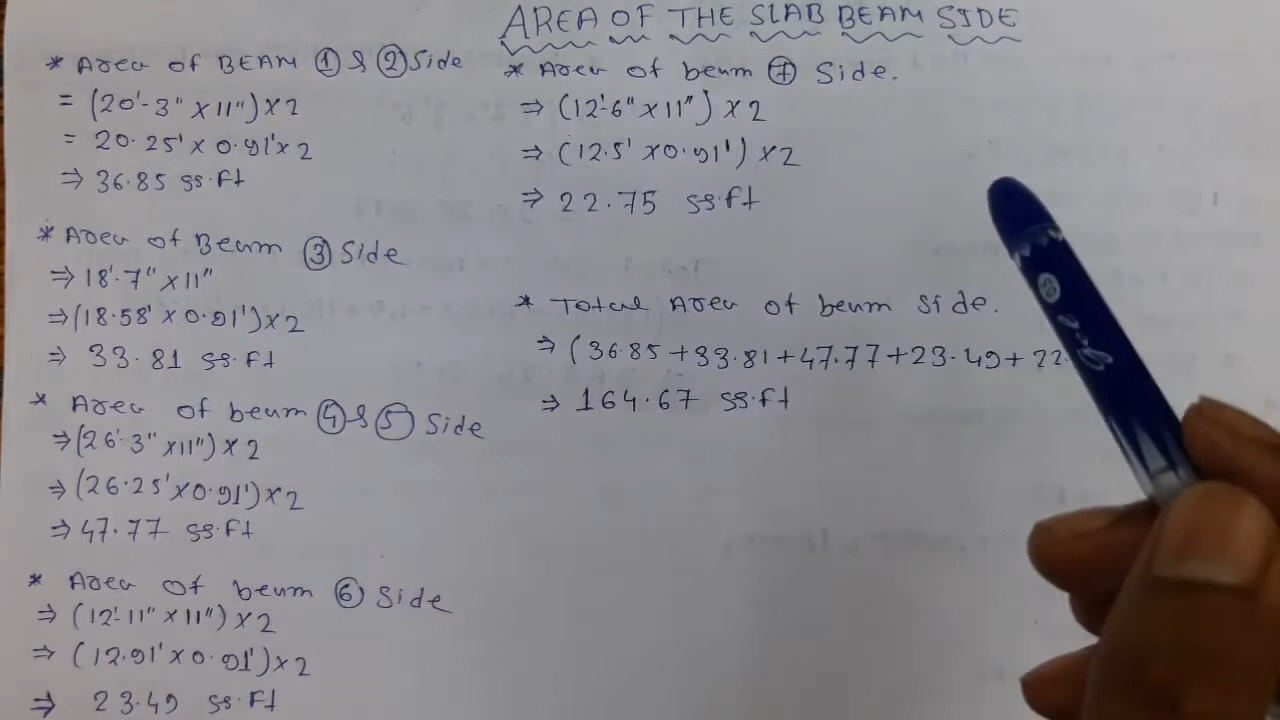 AREA OF THE SLAB BEAM SIDE
* Area of BEAM ① & ② Side
= (20'-3" X 11") X 2
= 20.25' X 0.91' X 2
⇒ 36.85 sq.ft
* Area of Beam ③ Side
⇒ 18'-7" X 11"
⇒ (18.58' X 0.91') X 2
⇒ 33.81 sq.ft
* Area of beam ④ & ⑤ Side
⇒ (26'-3" X 11") X 2
⇒ (26.25' X 0.91') X 2
⇒ 47.77 sq.ft
* Area of beam ⑥ Side
⇒ (12'-11" X 11") X 2
⇒ (12.91' X 0.91') X 2
⇒ 23.49 sq.ft
* Area of beam ⑦ Side.
⇒ (12'-6" X 11") X 2
⇒ (12.5' X 0.91') X 2
⇒ 22.75 sq.ft
* Total Area of beam side.
⇒ (36.85 + 33.81 + 47.77 + 23.49 + 22.
⇒ 164.67 sq.ft